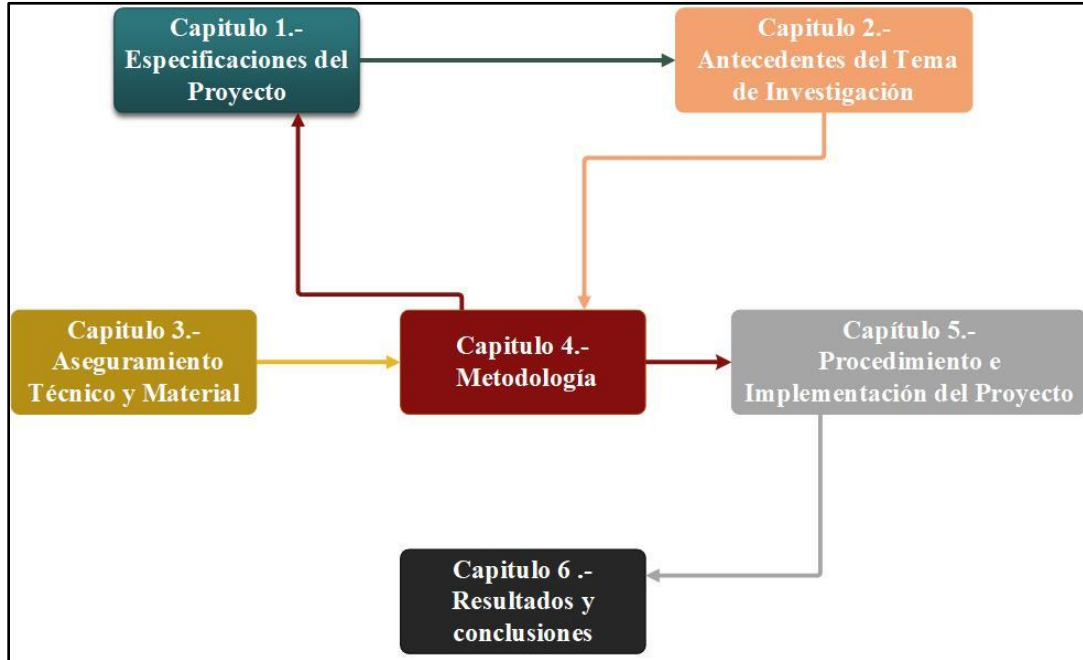 Capitulo 1.-
Especificaciones del
Proyecto
Capitulo 2.-
Antecedentes del Tema
de Investigación
Capitulo 3.-
Aseguramiento
Técnico y Material
Capitulo 4.-
Metodología
Capítulo 5.-
Procedimiento e
Implementación del Proyecto
Capitulo 6 .-
Resultados y
conclusiones